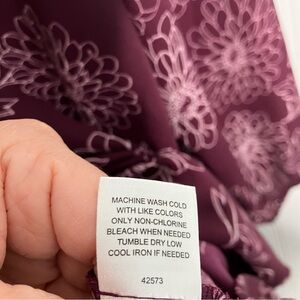 MACHINE WASH COLD
WITH LIKE COLORS
ONLY NON-CHLORINE
BLEACH WHEN NEEDED
TUMBLE DRY LOW
COOL IRON IF NEEDED
42573